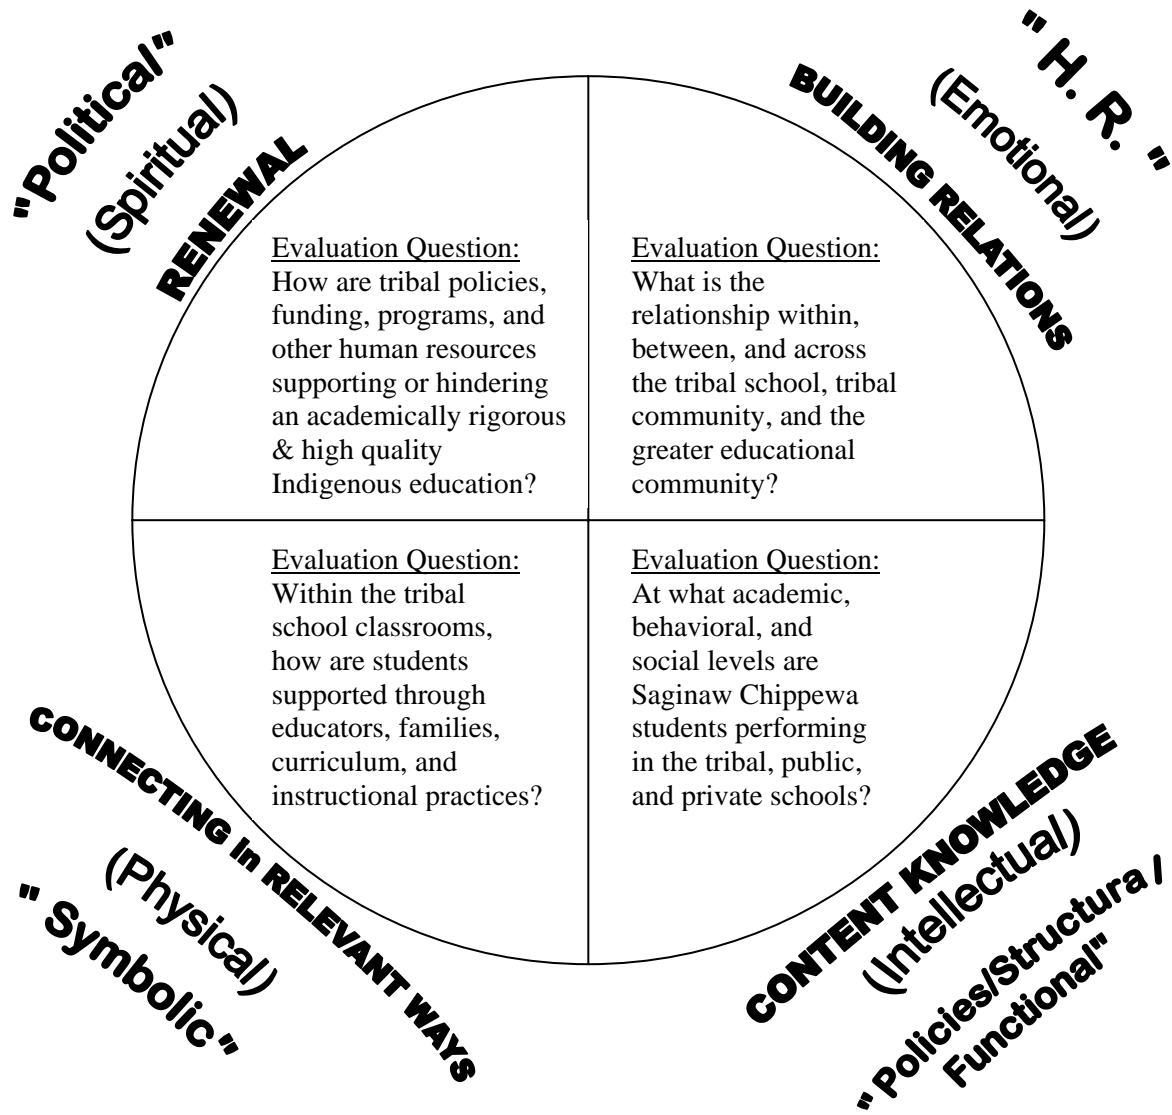 "Political"
(Spiritual)
RENEWAL
" H. R. "
(Emotional)
BUILDING RELATIONS
Evaluation Question:
How are tribal policies,
funding, programs, and
other human resources
supporting or hindering
an academically rigorous
& high quality
Indigenous education?
Evaluation Question:
What is the
relationship within,
between, and across
the tribal school, tribal
community, and the
greater educational
community?
Evaluation Question:
Within the tribal
school classrooms,
how are students
supported through
educators, families,
curriculum, and
instructional practices?
Evaluation Question:
At what academic,
behavioral, and
social levels are
Saginaw Chippewa
students performing
in the tribal, public,
and private schools?
CONNECTING in RELEVANT WAYS
(Physical)
" Symbolic "
CONTENT KNOWLEDGE
(Intellectual)
" Policies/Structura /
Functional"